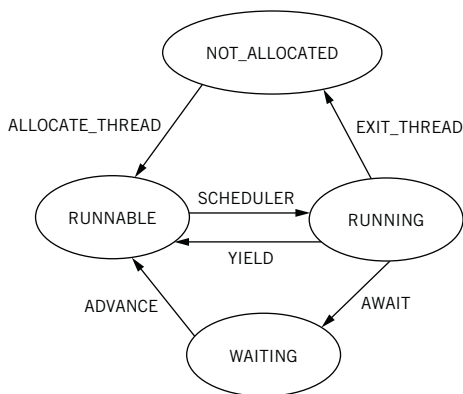 NOT_ALLOCATED
ALLOCATE_THREAD
EXIT_THREAD
SCHEDULER
RUNNABLE
RUNNING
YIELD
ADVANCE
AWAIT
WAITING